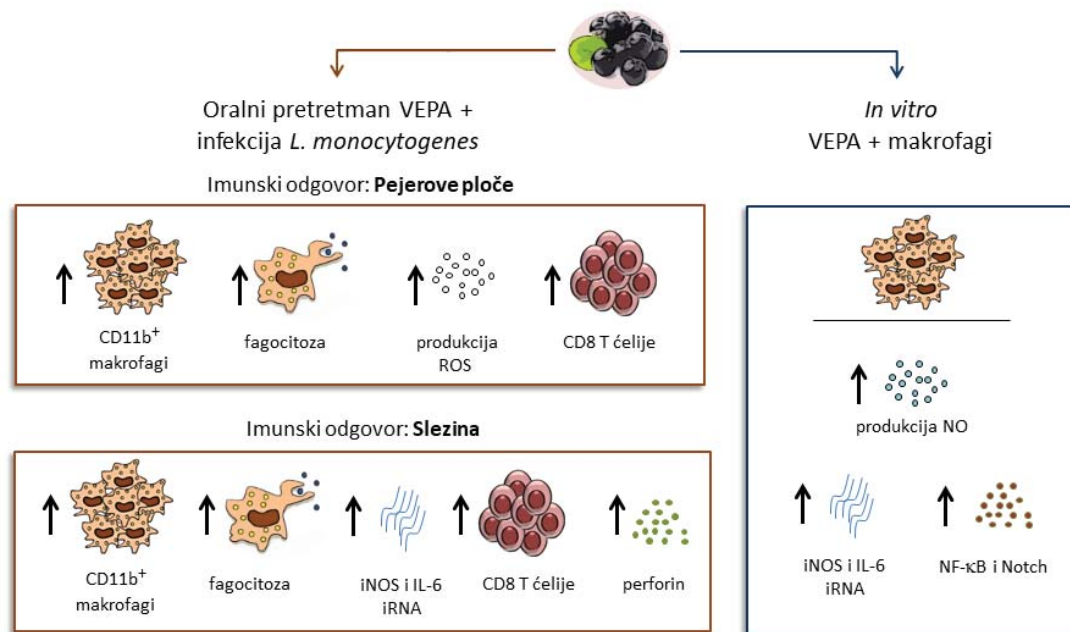 Oralni pretretman VEPA +
infekcija L. monocytogenes
Imunski odgovor: Pejerove ploče
CD11b+
makrofagi
fagocitoza
produkcija
ROS
CD8 T ćelije
Imunski odgovor: Slezina
CD11b+
makrofagi
fagocitoza
iNOS i IL-6
iRNA
CD8 T ćelije
perforin
In vitro
VEPA + makrofagi
produkcija NO
iNOS i IL-6
iRNA
NF-κB i Notch